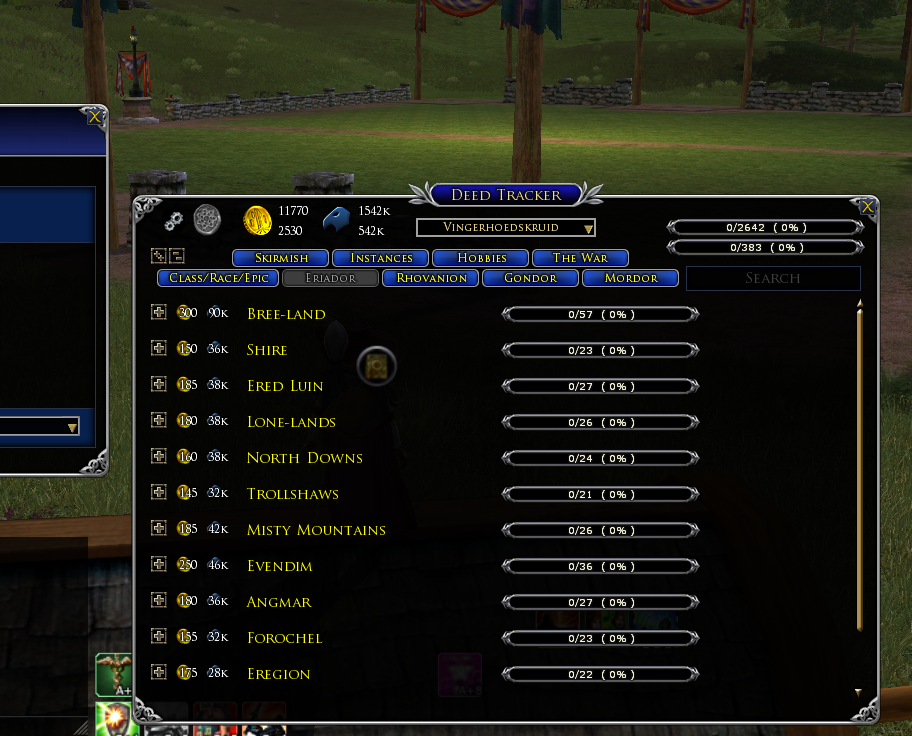 X
Deed Tracker
X
11770
1542K
2530
542K
Vingerhoedskruid
0/2642 ( 0% )
0/383 ( 0% )
Skirmish Instances Hobbies The War
Class/Race/Epic Eriador Rhovanion Gondor Mordor Search
300 90K Bree-land 0/57 ( 0% )
150 36K Shire 0/23 ( 0% )
185 38K Ered Luin 0/27 ( 0% )
180 38K Lone-lands 0/26 ( 0% )
160 38K North Downs 0/24 ( 0% )
145 32K Trollshaws 0/21 ( 0% )
185 42K Misty Mountains 0/26 ( 0% )
250 46K Evendim 0/36 ( 0% )
180 36K Angmar 0/27 ( 0% )
155 32K Forochel 0/23 ( 0% )
175 28K Eregion 0/22 ( 0% )
A+